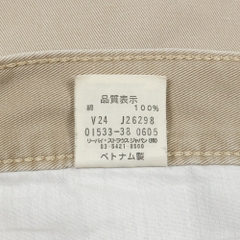 品質表示
綿 100%
V24 J26298
01533-38 0605
リーバイ・ストラウス ジャパン(株)
03-5421-8500
ベトナム製